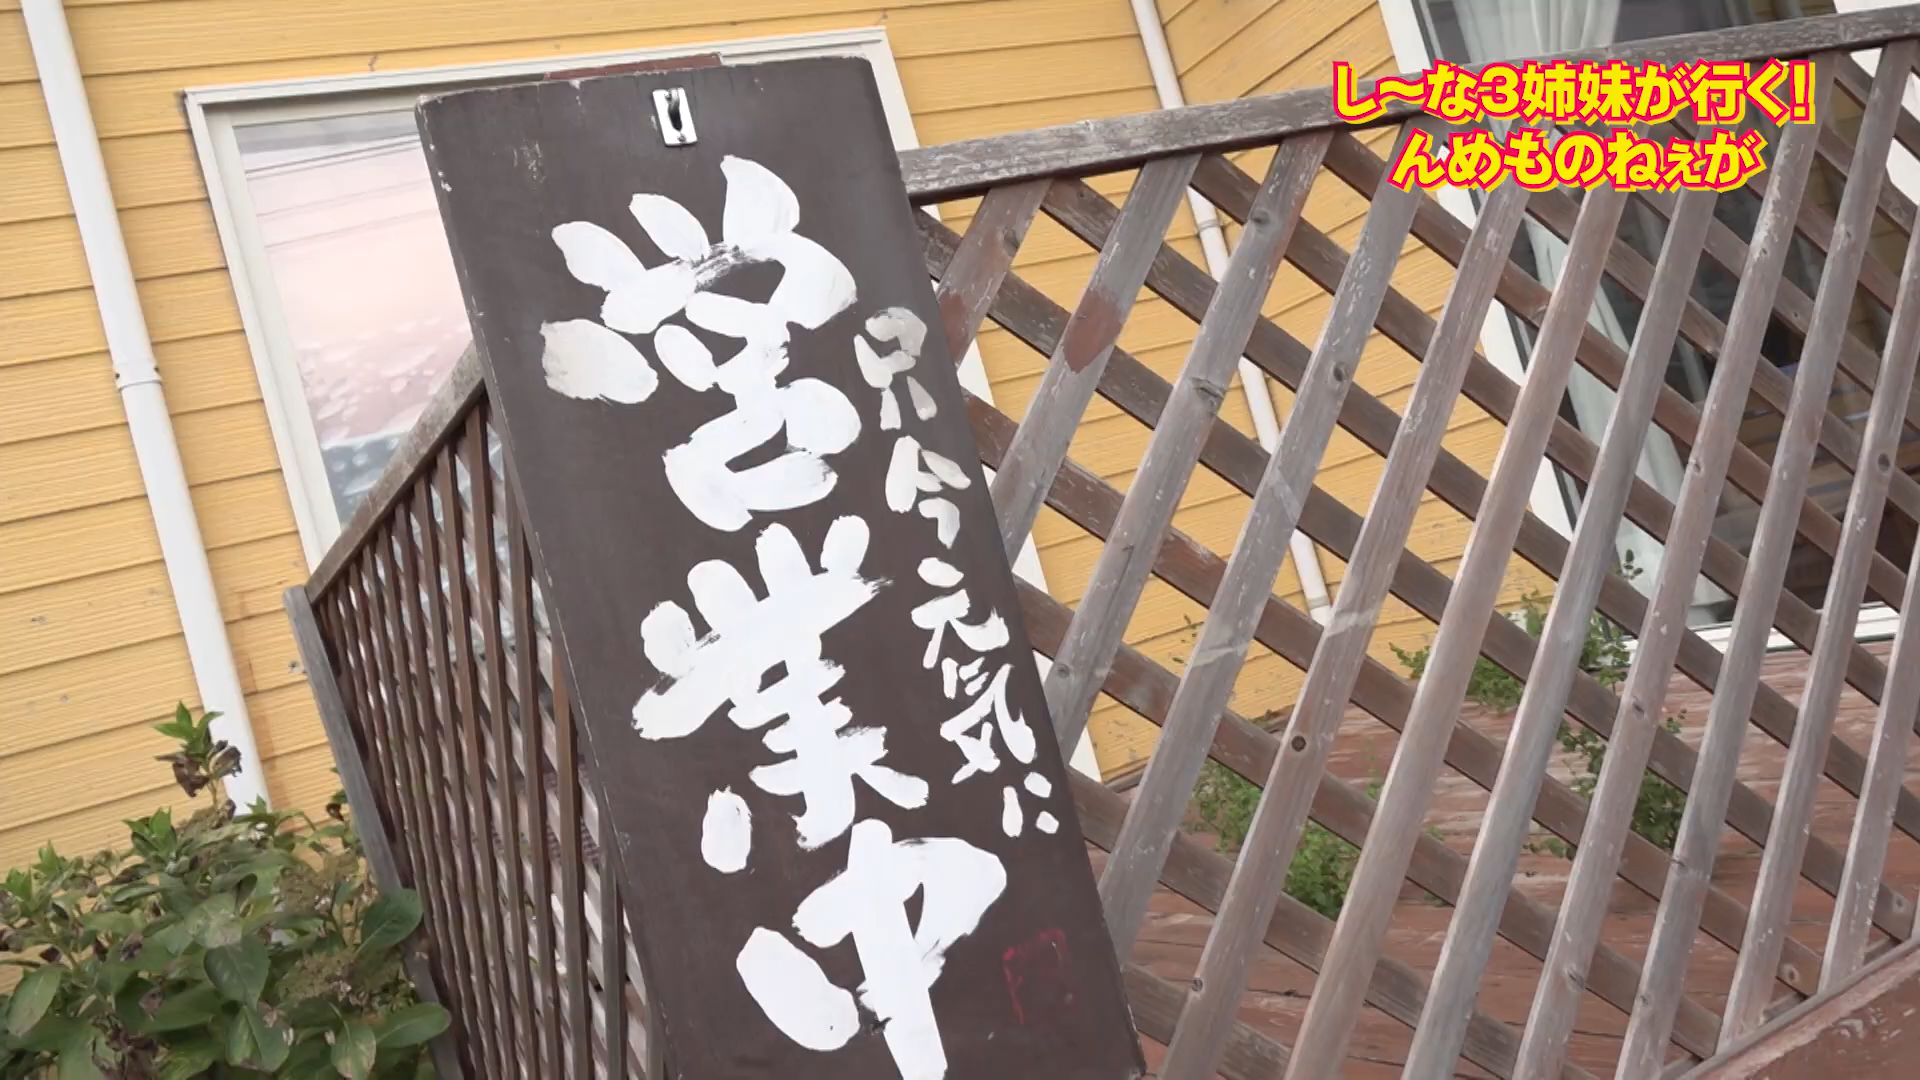 し〜な3姉妹が行く!
んめものねぇが
只今元気に
営業中